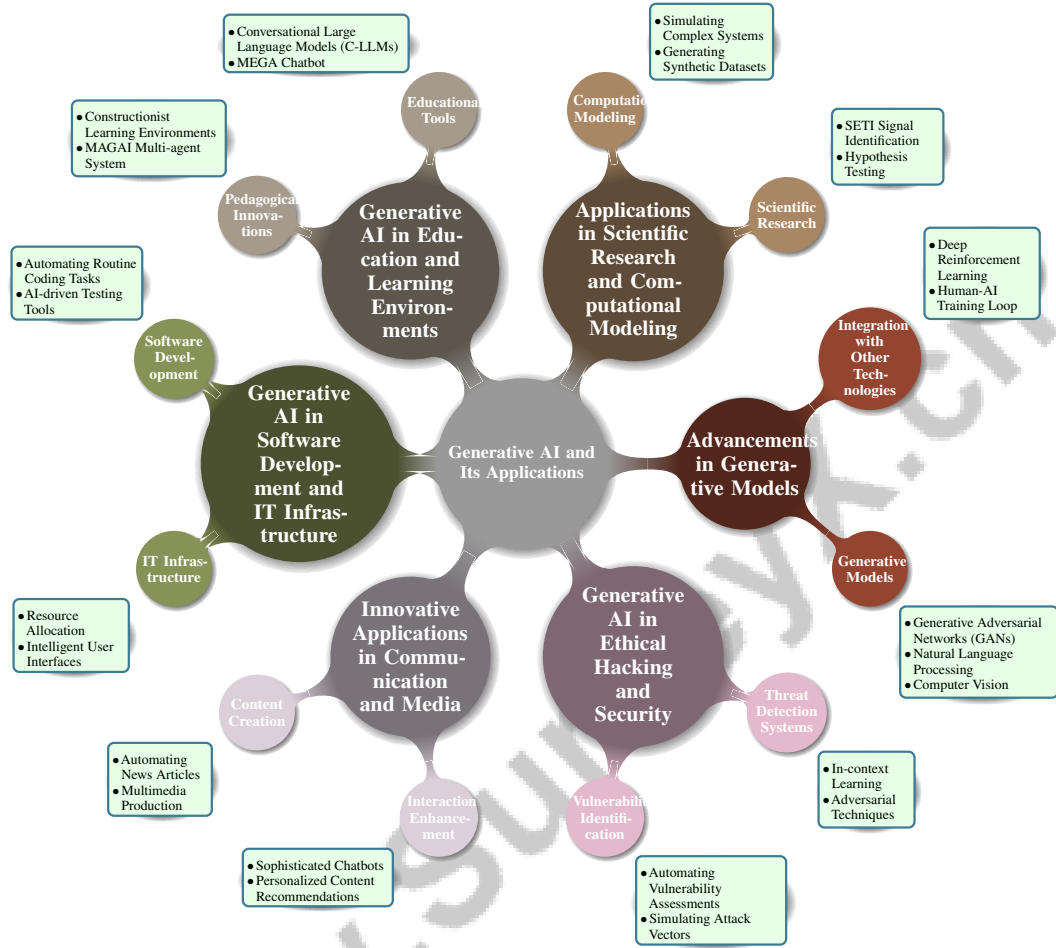 • Conversational Large
Language Models (C-LLMs)
• MEGA Chatbot
• Simulating
Complex Systems
• Generating
Synthetic Datasets
Educational
Tools
Computation
Modeling
• Constructionist
Learning Environments
• MAGAI Multi-agent
System
• SETI Signal
Identification
• Hypothesis
Testing
Pedagogical
Innova-
tions
Generative
AI in Edu-
cation and
Learning
Environ-
ments
Applications
in Scientific
Research
and Com-
putational
Modeling
Scientific
Research
• Automating Routine
Coding Tasks
• AI-driven Testing
Tools
• Deep
Reinforcement
Learning
• Human-AI
Training Loop
Software
Devel-
opment
Integration
with
Other
Tech-
nologies
Generative
AI in
Software
Develop-
ment and
IT Infras-
tructure
Generative AI and
Its Applications
Advancements
in Genera-
tive Models
IT Infras-
tructure
Generative
Models
• Resource
Allocation
• Intelligent User
Interfaces
Innovative
Applications
in Commu-
nication
and Media
Generative
AI in
Ethical
Hacking
and
Security
• Generative Adversarial
Networks (GANs)
• Natural Language
Processing
• Computer Vision
Content
Creation
Threat
Detection
Systems
• Automating
News Articles
• Multimedia
Production
Interaction
Enhance-
ment
Vulnerability
Identifi-
cation
• In-context
Learning
• Adversarial
Techniques
• Sophisticated Chatbots
• Personalized Content
Recommendations
• Automating
Vulnerability
Assessments
• Simulating Attack
Vectors